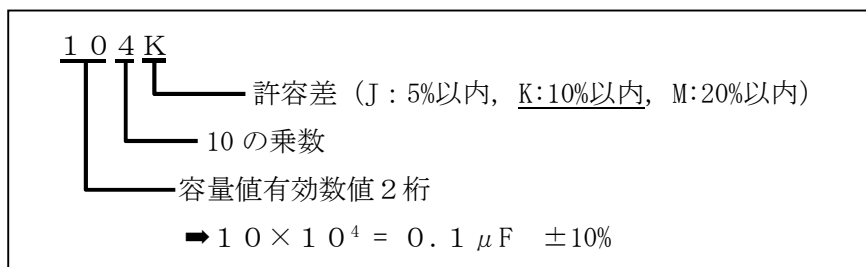 １０４K
許容差（J：5%以内, K:10%以内, M:20%以内）
10 の乗数
容量値有効数値２桁
➡１０×１０⁴＝ ０.１μF ±10%